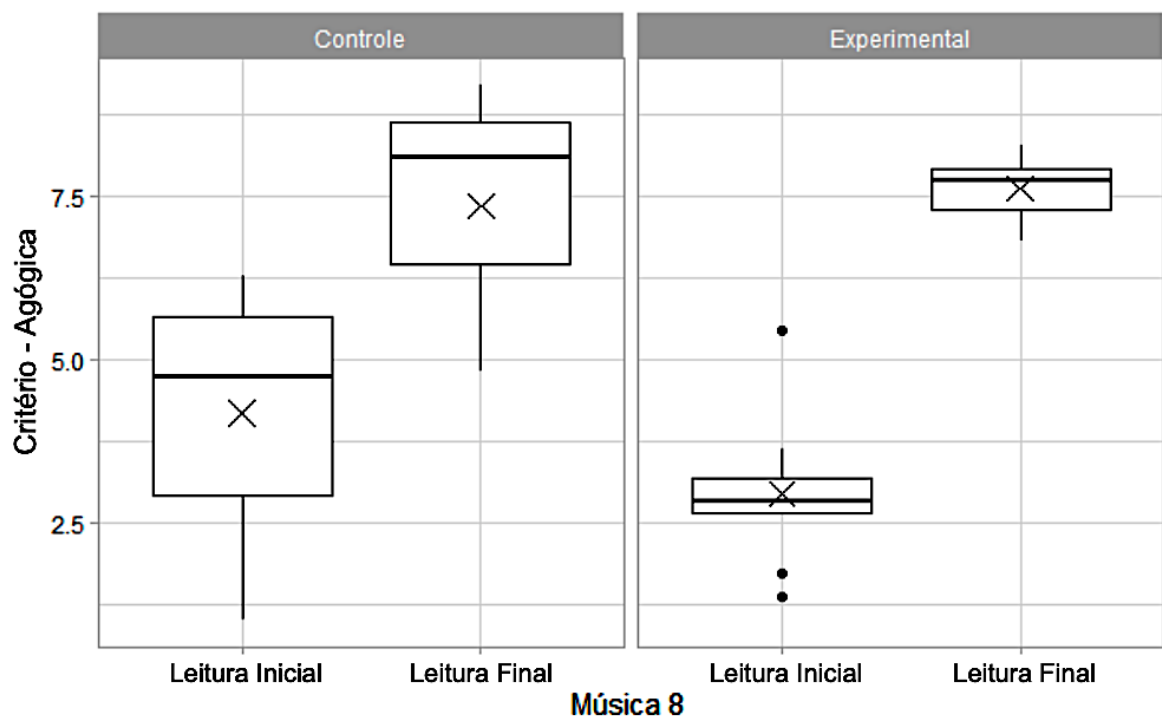 Controle
Experimental
Critério - Agógica
7.5
5.0
2.5
Leitura Inicial
Leitura Final
Leitura Inicial
Leitura Final
Música 8